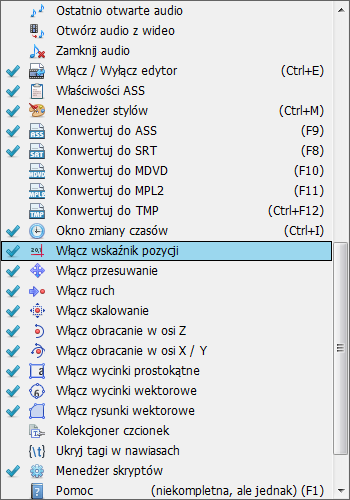 Ostatnio otwarte audio
Otwórz audio z wideo
Zamknij audio
Włącz / Wyłącz edytor (Ctrl+E)
Właściwości ASS
Menedżer stylów (Ctrl+M)
ASS Konwertuj do ASS (F9)
SRT Konwertuj do SRT (F8)
MDVD Konwertuj do MDVD (F10)
MPL2 Konwertuj do MPL2 (F11)
TMP Konwertuj do TMP (Ctrl+F12)
Okno zmiany czasów (Ctrl+I)
Włącz wskaźnik pozycji
Włącz przesuwanie
Włącz ruch
Włącz skalowanie
Włącz obracanie w osi Z
Włącz obracanie w osi X / Y
a Włącz wycinki prostokątne
Włącz wycinki wektorowe
Włącz rysunki wektorowe
Kolekcjoner czcionek
{\t} Ukryj tagi w nawiasach
Menedżer skryptów
? Pomoc (niekompletna, ale jednak) (F1)